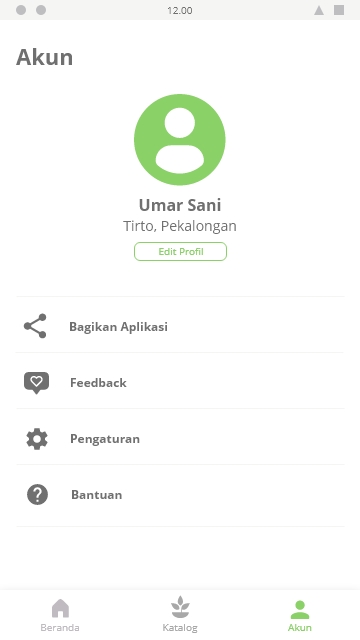 12.00
Akun
Umar Sani
Tirto, Pekalongan
Edit Profil
Bagikan Aplikasi
Feedback
Pengaturan
Bantuan
Beranda
Katalog
Akun